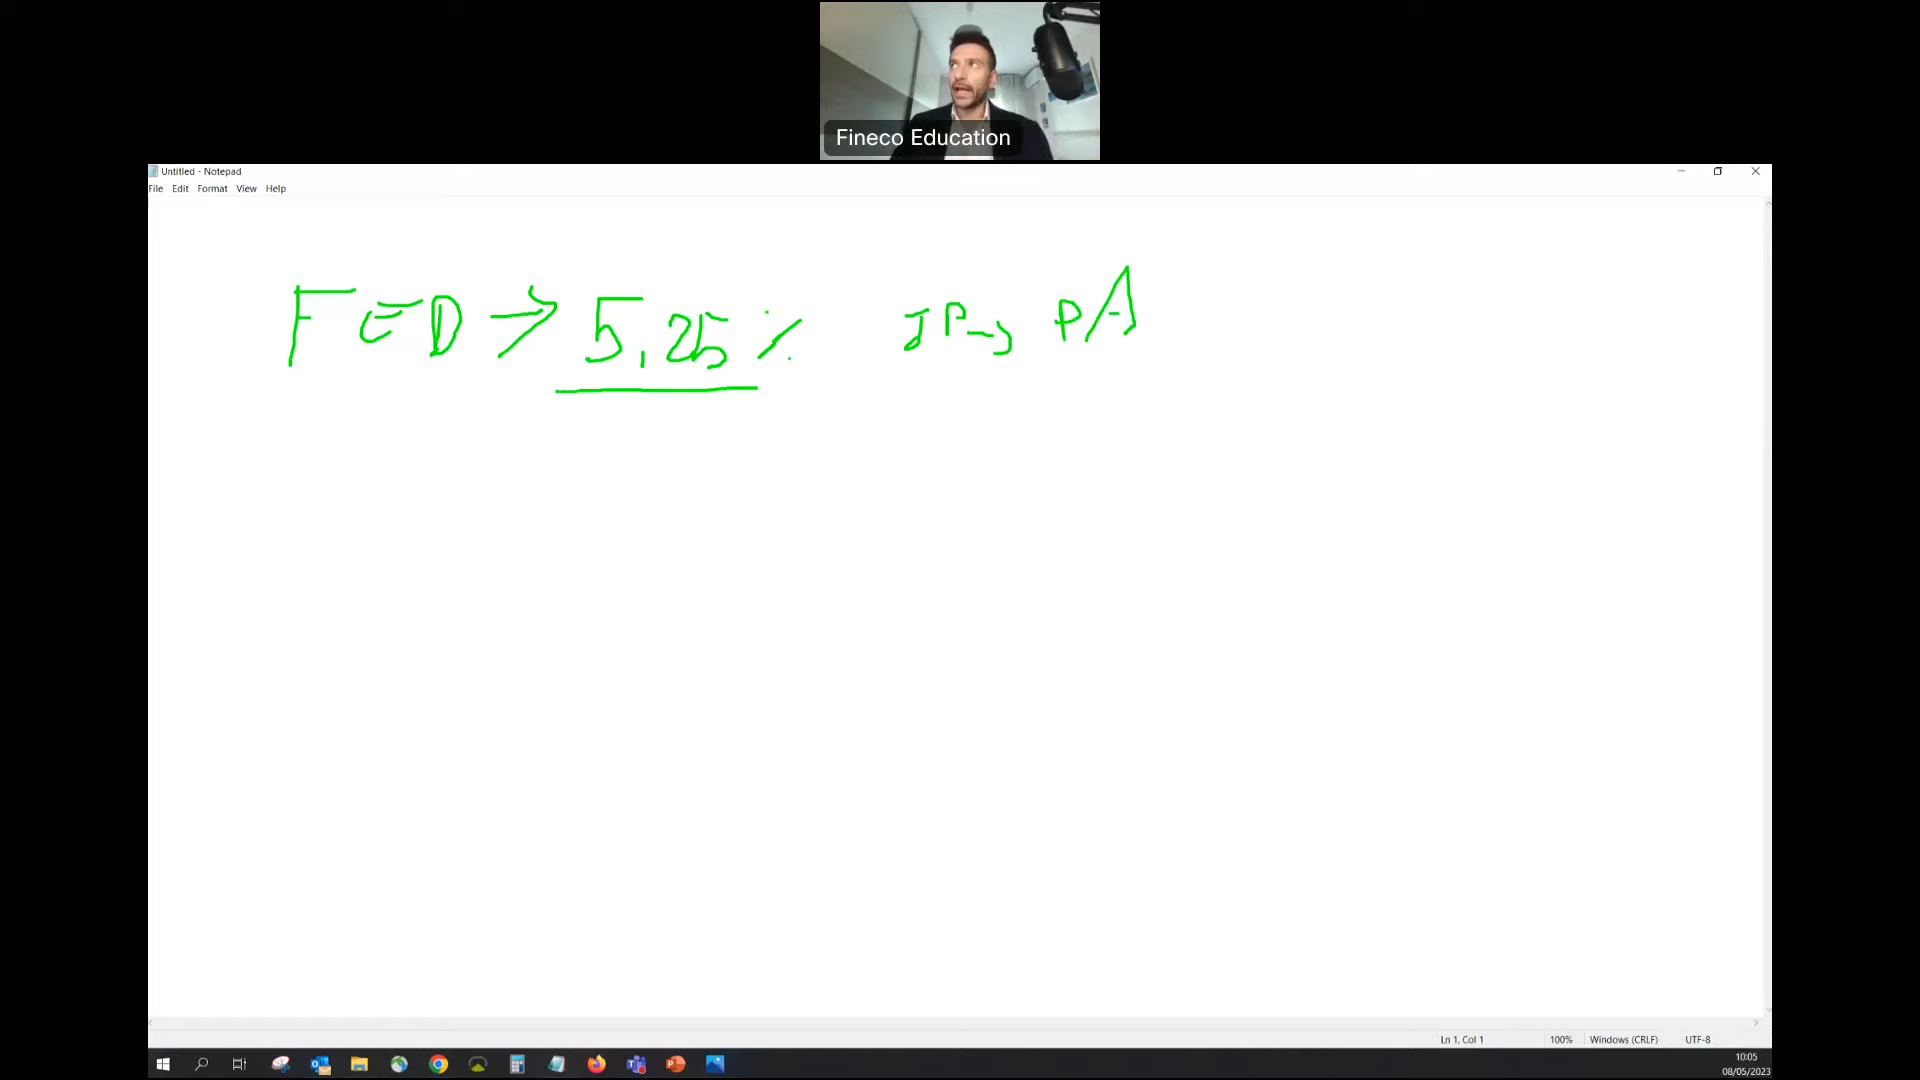 Fineco Education
Untitled - Notepad
File Edit Format View Help
FED → 5,25 % JP → PA
Ln 1, Col 1 100% Windows (CRLF) UTF-8
10:05
08/05/2023